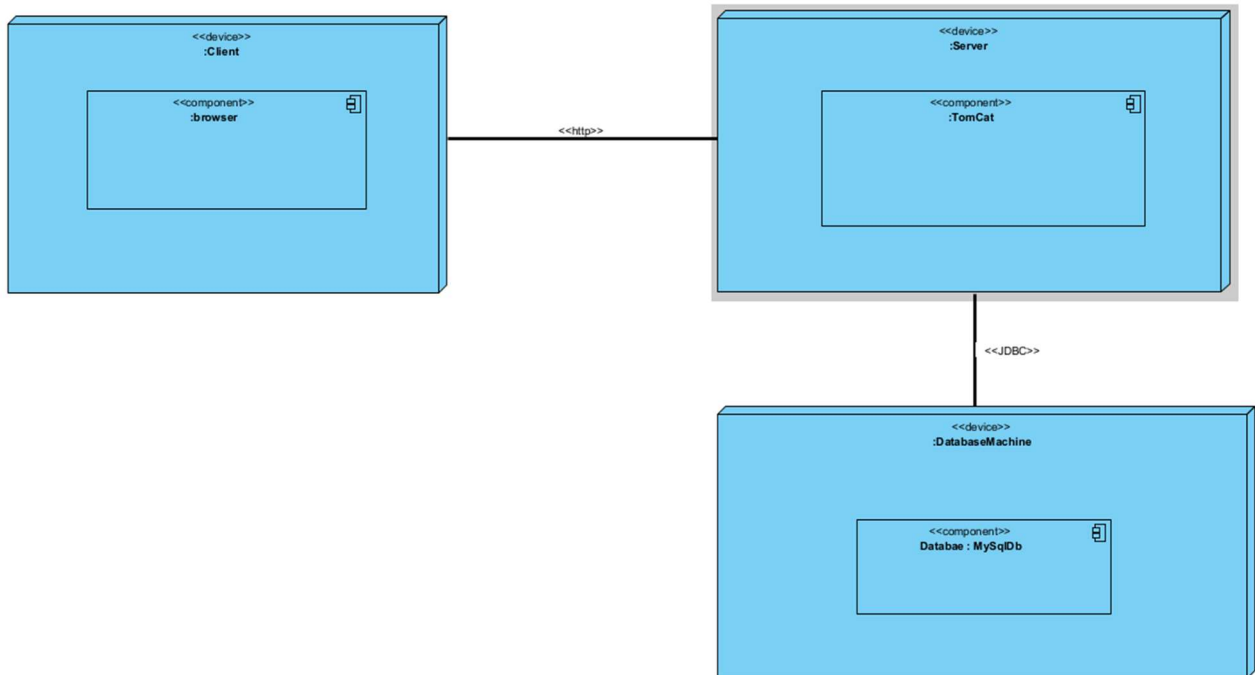 <<device>>
:Client
<<component>>
:browser
<<http>>
<<device>>
:Server
<<component>>
:TomCat
<<JDBC>>
<<device>>
:DatabaseMachine
<<component>>
Databae : MySqlDb